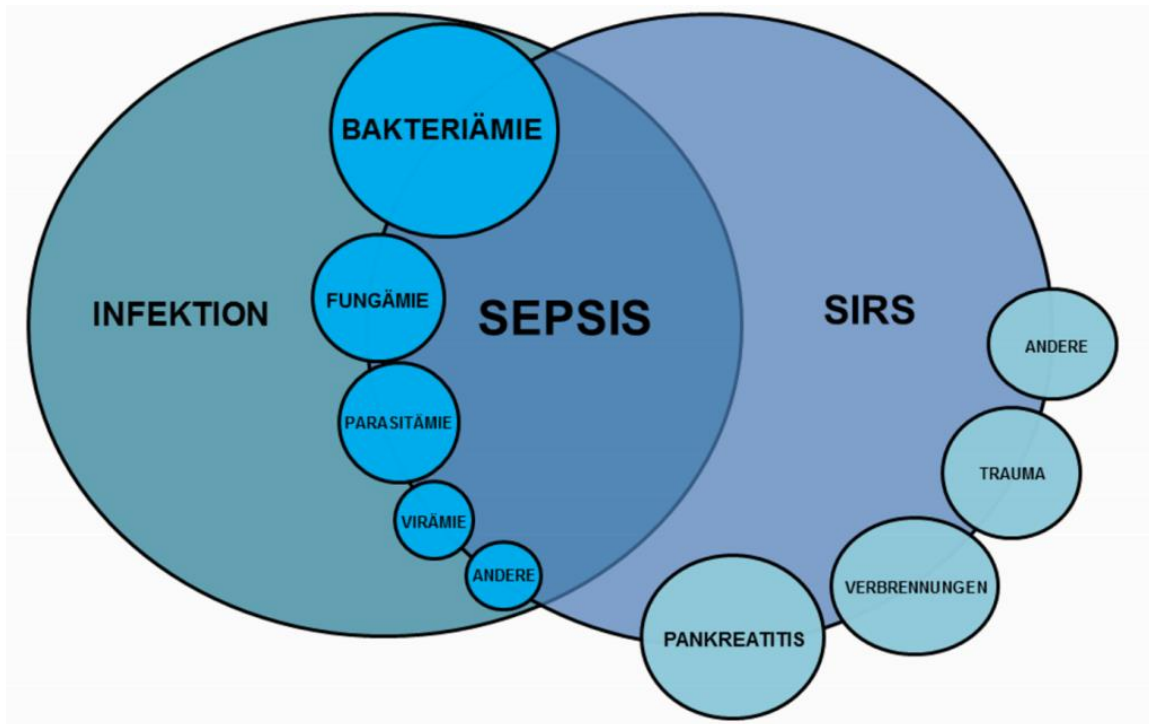 BAKTERIÄMIE
FUNGÄMIE
INFEKTION
SEPSIS
SIRS
ANDERE
PARASITÄMIE
TRAUMA
VIRÄMIE
ANDERE
VERBRENNUNGEN
PANKREATITIS